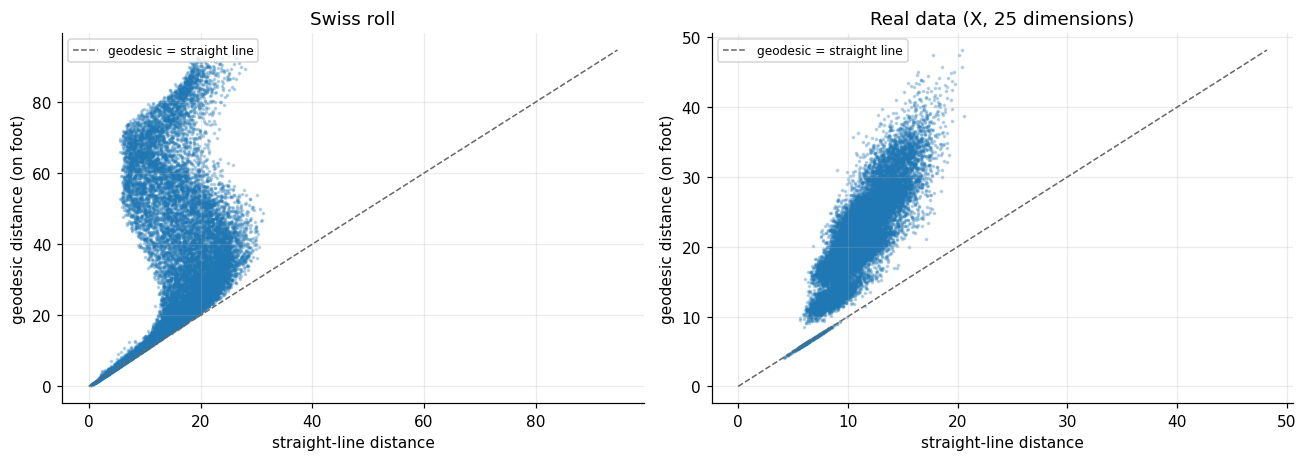 Swiss roll
geodesic = straight line
geodesic distance (on foot)
80
60
40
20
0
0 20 40 60 80
straight-line distance
Real data (X, 25 dimensions)
geodesic = straight line
geodesic distance (on foot)
50
40
30
20
10
0
0 10 20 30 40 50
straight-line distance